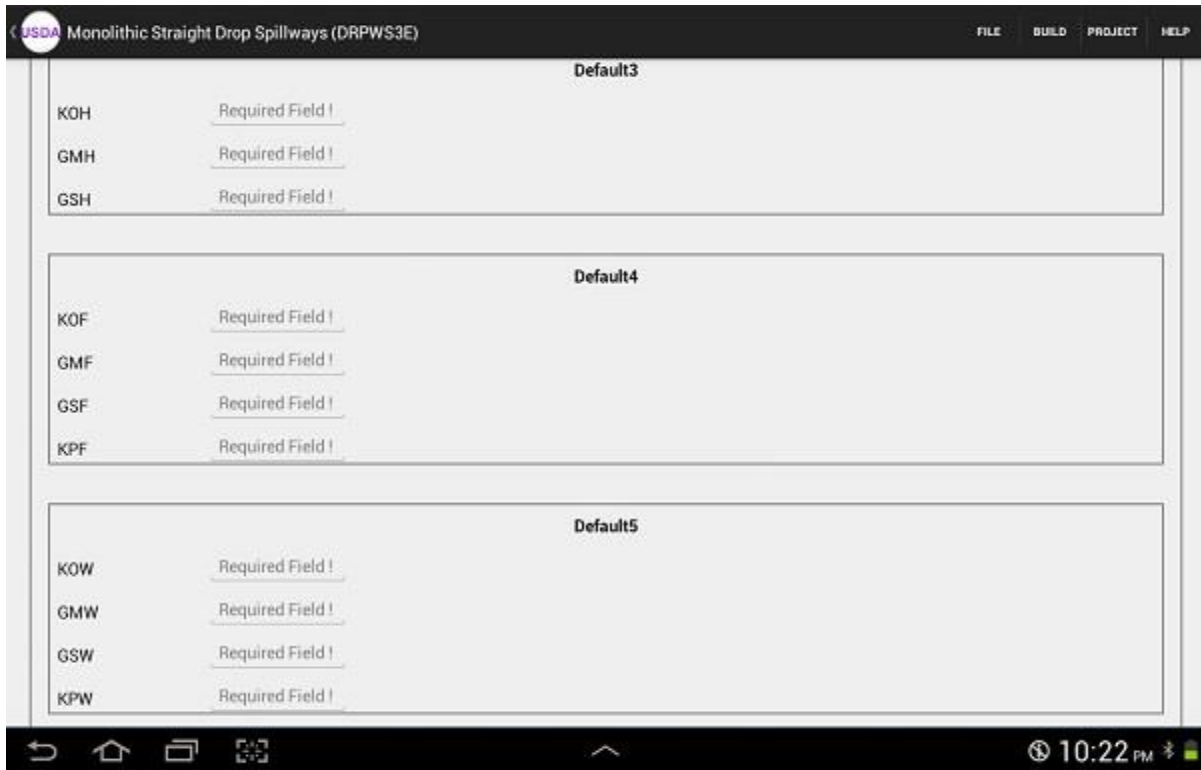 USDA Monolithic Straight Drop Spillways (DRPWS3E) FILE BUILD PROJECT HELP
Default3
KOH Required Field !
GMH Required Field !
GSH Required Field !
Default4
KOF Required Field !
GMF Required Field !
GSF Required Field !
KPF Required Field !
Default5
KOW Required Field !
GMW Required Field !
GSW Required Field !
KPW Required Field !
10:22 PM